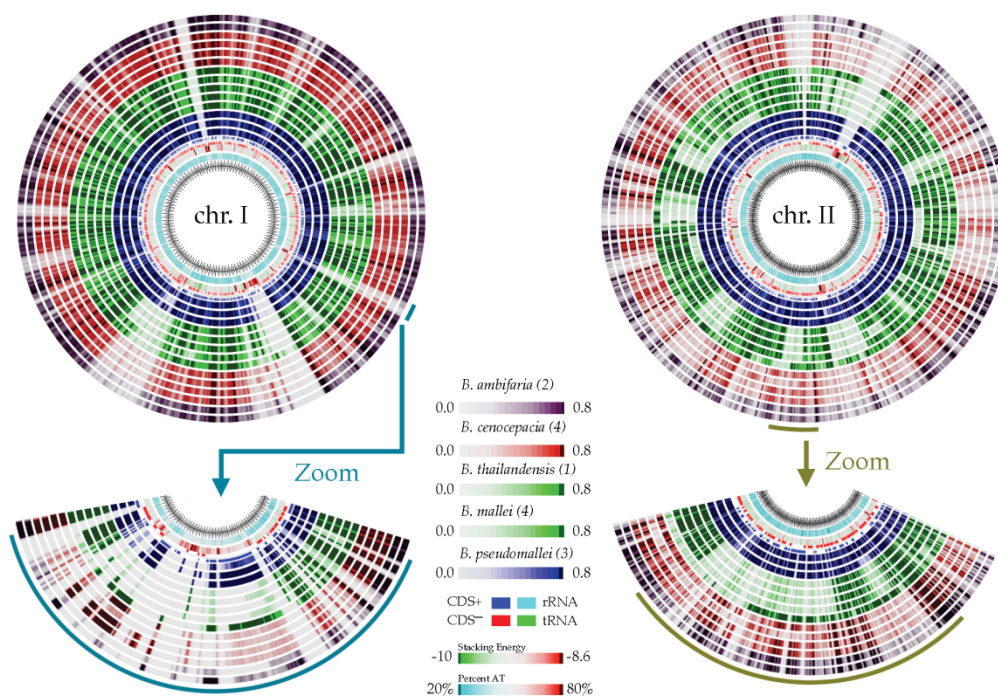 chr. I
chr. II
Zoom
Zoom
B. ambifaria (2)
0.0 0.8
B. cenocepacia (4)
0.0 0.8
B. thailandensis (1)
0.0 0.8
B. mallei (4)
0.0 0.8
B. pseudomallei (3)
0.0 0.8
CDS+ rRNA
CDS− tRNA
Stacking Energy
-10 -8.6
Percent AT
20% 80%